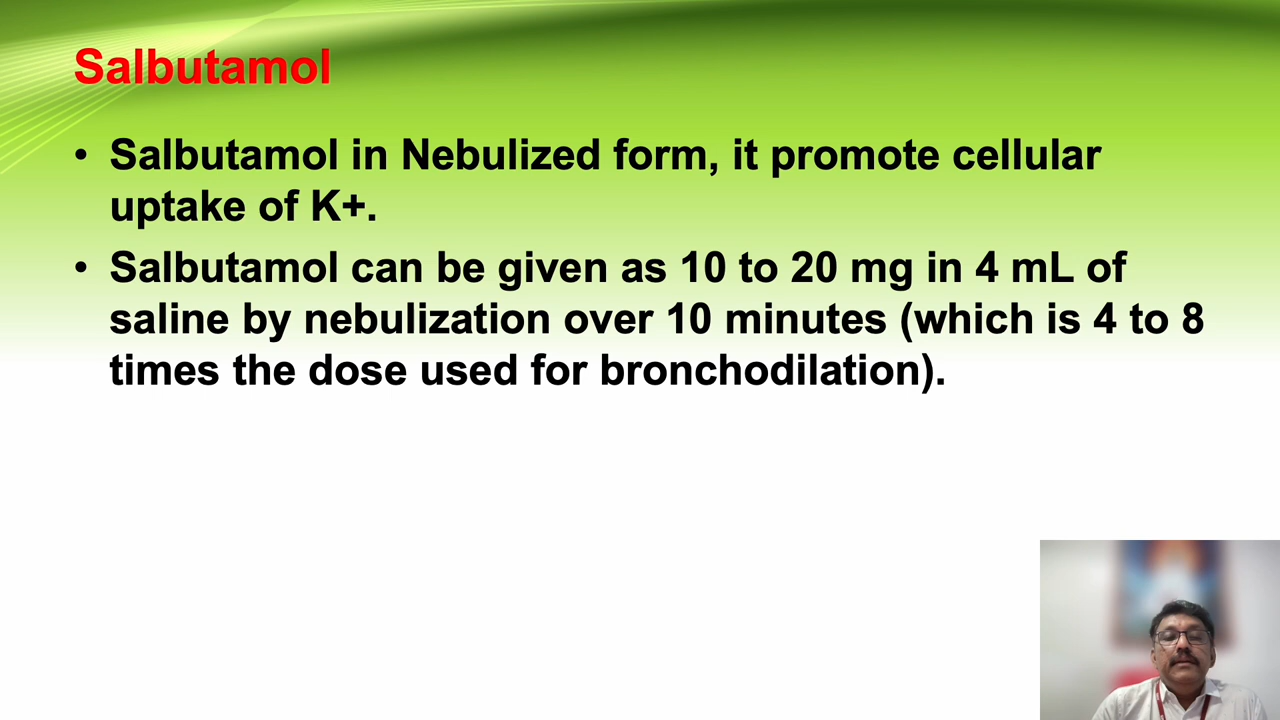 Salbutamol
• Salbutamol in Nebulized form, it promote cellular
uptake of K+.
• Salbutamol can be given as 10 to 20 mg in 4 mL of
saline by nebulization over 10 minutes (which is 4 to 8
times the dose used for bronchodilation).